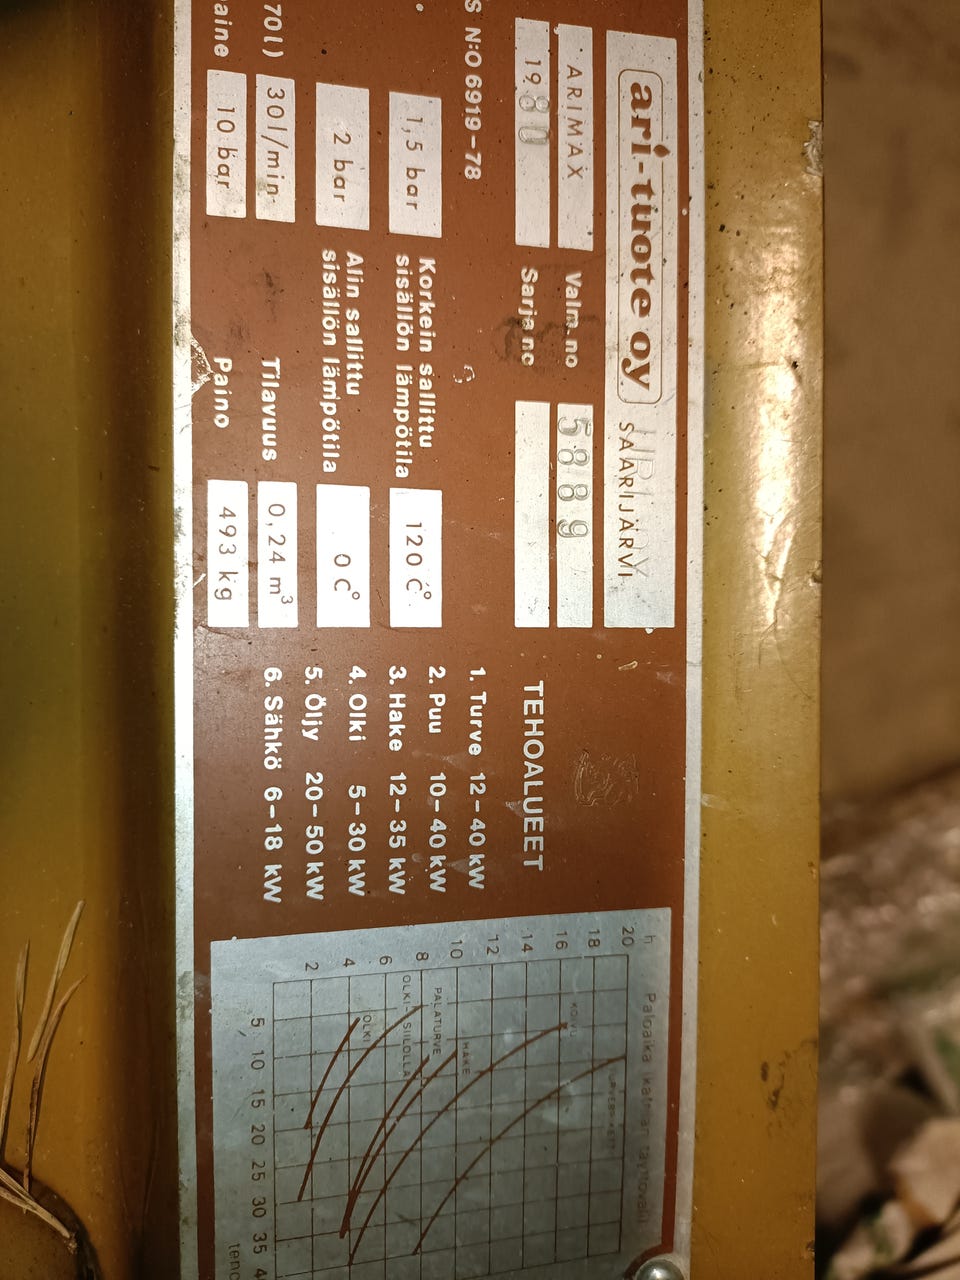 ari-tuote oy SAARIJÄRVI
ARIMAX Valm.no 5889
1980 Sarja no
S N:O 6919-78
1,5 bar Korkein sallittu sisällön lämpötila 120 C°
2 bar Alin sallittu sisällön lämpötila 0 C°
70l) 30l/min Tilavuus 0,24 m³
aine 10 bar Paino 493 kg
TEHOALUEET
1. Turve 12-40 kW
2. Puu 10-40 kW
3. Hake 12-35 kW
4. Olki 5-30 kW
5. Öljy 20-50 kW
6. Sähkö 6-18 kW
h Paloaika
20
18
16
14
12
10
8
6
4
2
KOIVU
HAKE
PALATURVE
OLKI-SIILOLLA
OLKI
5 10 15 20 25 30 35 4